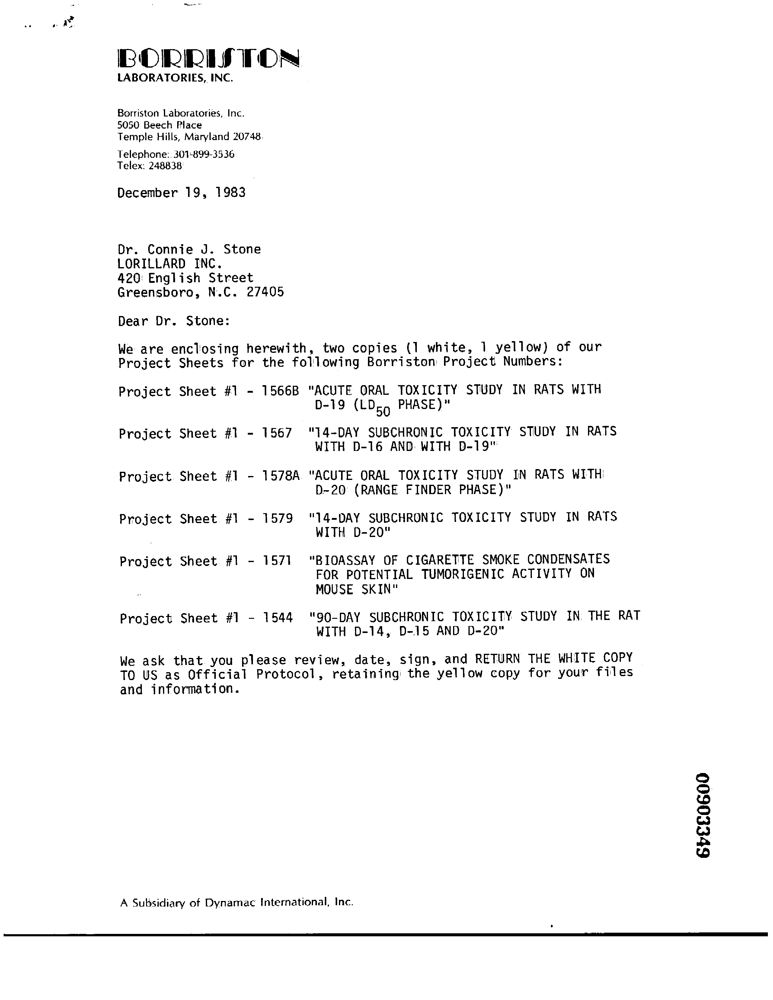 BORRISTON
LABORATORIES, INC.
Borriston Laboratories, Inc.
5050 Beech Place
Temple Hills, Maryland 20748
Telephone: 301-899-3536
Telex: 248838
December 19, 1983
Dr. Connie J. Stone
LORILLARD INC.
420 English Street
Greensboro, N.C. 27405
Dear Dr. Stone:
We are enclosing herewith, two copies (1 white, 1 yellow) of our
Project Sheets for the following Borriston Project Numbers:
Project Sheet #1 - 1566B "ACUTE ORAL TOXICITY STUDY IN RATS WITH
D-19 (LD50 PHASE)"
Project Sheet #1 - 1567 "14-DAY SUBCHRONIC TOXICITY STUDY IN RATS
WITH D-16 AND WITH D-19"
Project Sheet #1 - 1578A "ACUTE ORAL TOXICITY STUDY IN RATS WITH
D-20 (RANGE FINDER PHASE)"
Project Sheet #1 - 1579 "14-DAY SUBCHRONIC TOXICITY STUDY IN RATS
WITH D-20"
Project Sheet #1 - 1571 "BIOASSAY OF CIGARETTE SMOKE CONDENSATES
FOR POTENTIAL TUMORIGENIC ACTIVITY ON
MOUSE SKIN"
Project Sheet #1 - 1544 "90-DAY SUBCHRONIC TOXICITY STUDY IN THE RAT
WITH D-14, D-15 AND D-20"
We ask that you please review, date, sign, and RETURN THE WHITE COPY
TO US as Official Protocol, retaining the yellow copy for your files
and information.
00903349
A Subsidiary of Dynamac International, Inc.